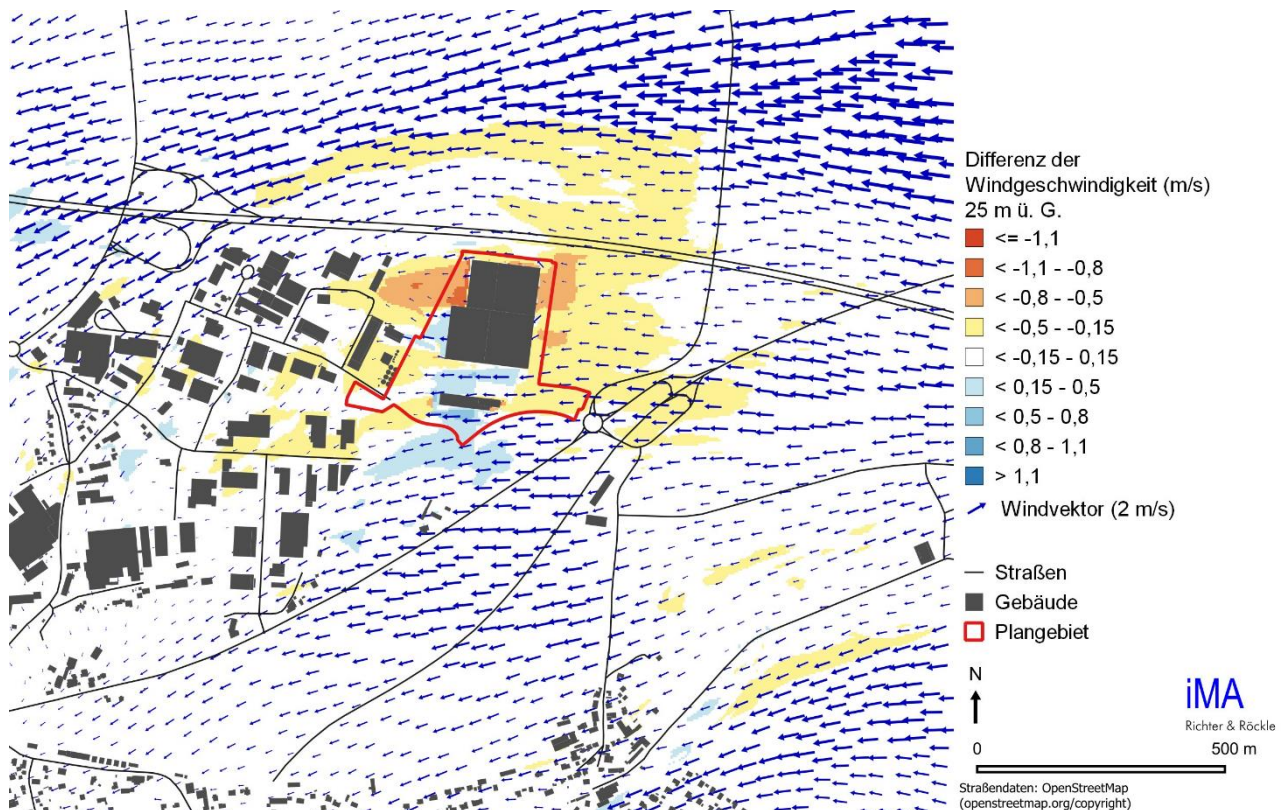 Differenz der
Windgeschwindigkeit (m/s)
25 m ü. G.
<= -1,1
< -1,1 - -0,8
< -0,8 - -0,5
< -0,5 - -0,15
< -0,15 - 0,15
< 0,15 - 0,5
< 0,5 - 0,8
< 0,8 - 1,1
> 1,1
Windvektor (2 m/s)
Straßen
Gebäude
Plangebiet
N
iMA
Richter & Röckle
0 500 m
Straßendaten: OpenStreetMap
(openstreetmap.org/copyright)